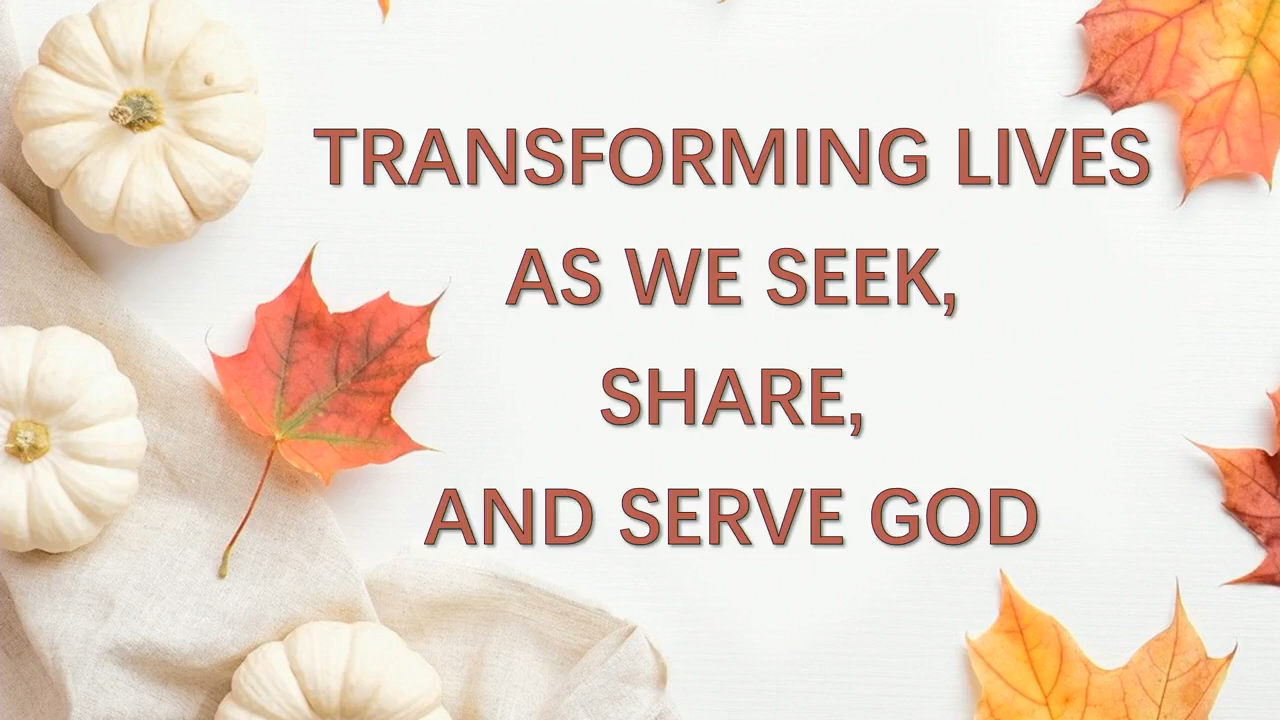 TRANSFORMING LIVES
AS WE SEEK,
SHARE,
AND SERVE GOD